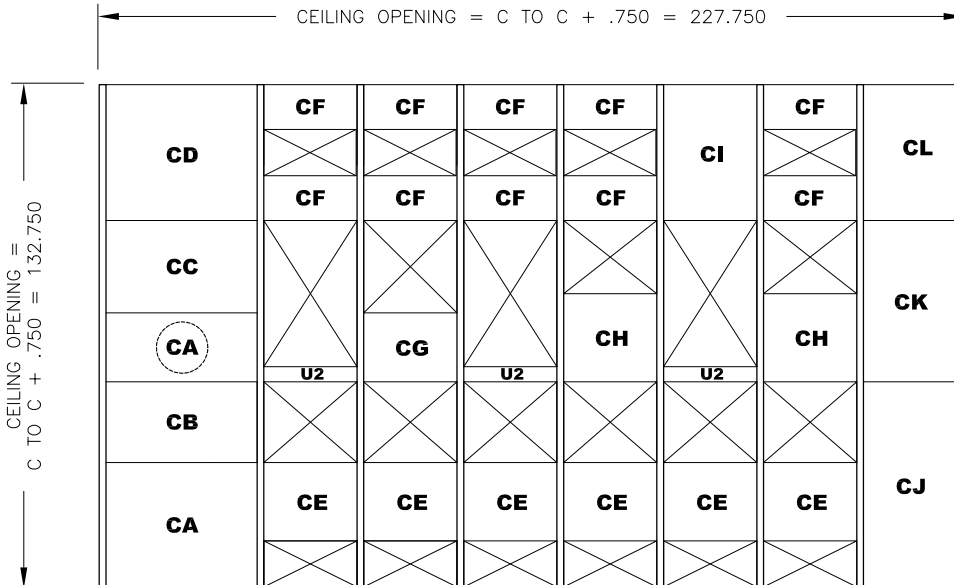 CEILING OPENING = C TO C + .750 = 227.750
CEILING OPENING =
C TO C + .750 = 132.750
CF CF CF CF CF
CD CI CL
CF CF CF CF CF
CC CK
CA CG CH CH
U2 U2 U2
CB
CJ
CE CE CE CE CE CE
CA